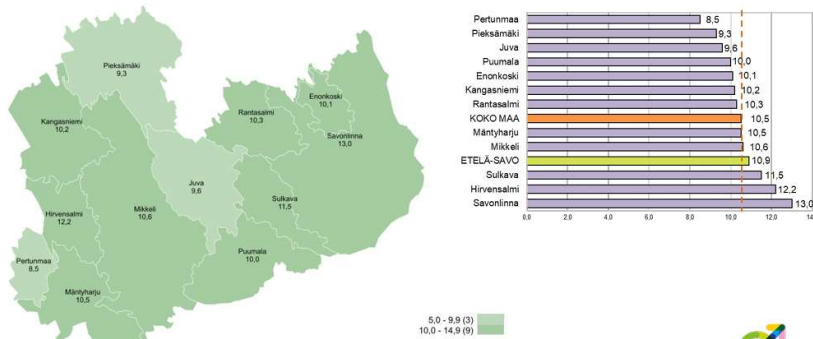 Pieksämäki
9,3
Kangasniemi
10,2
Rantasalmi
10,3
Enonkoski
10,1
Savonlinna
13,0
Juva
9,6
Mikkeli
10,6
Sulkava
11,5
Hirvensalmi
12,2
Puumala
10,0
Pertunmaa
8,5
Mäntyharju
10,5
5,0 - 9,9 (3)
10,0 - 14,9 (9)
Pertunmaa 8,5
Pieksämäki 9,3
Juva 9,6
Puumala 10,0
Enonkoski 10,1
Kangasniemi 10,2
Rantasalmi 10,3
KOKO MAA 10,5
Mäntyharju 10,5
Mikkeli 10,6
ETELÄ-SAVO 10,9
Sulkava 11,5
Hirvensalmi 12,2
Savonlinna 13,0
0,0 2,0 4,0 6,0 8,0 10,0 12,0